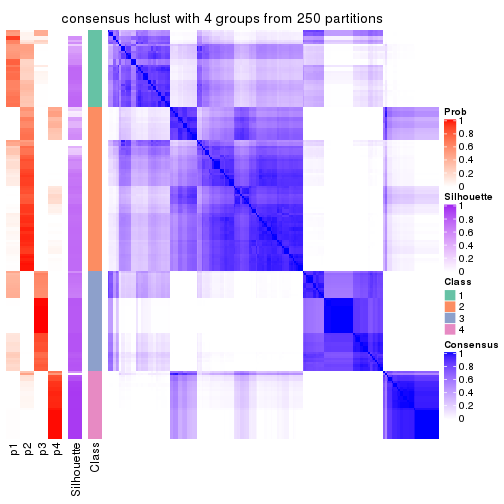 consensus hclust with 4 groups from 250 partitions
Prob
1
0.8
0.6
0.4
0.2
0
Silhouette
1
0.8
0.6
0.4
0.2
0
Class
1
2
3
4
Consensus
1
0.8
0.6
0.4
0.2
0
p1
p2
p3
p4
Silhouette
Class